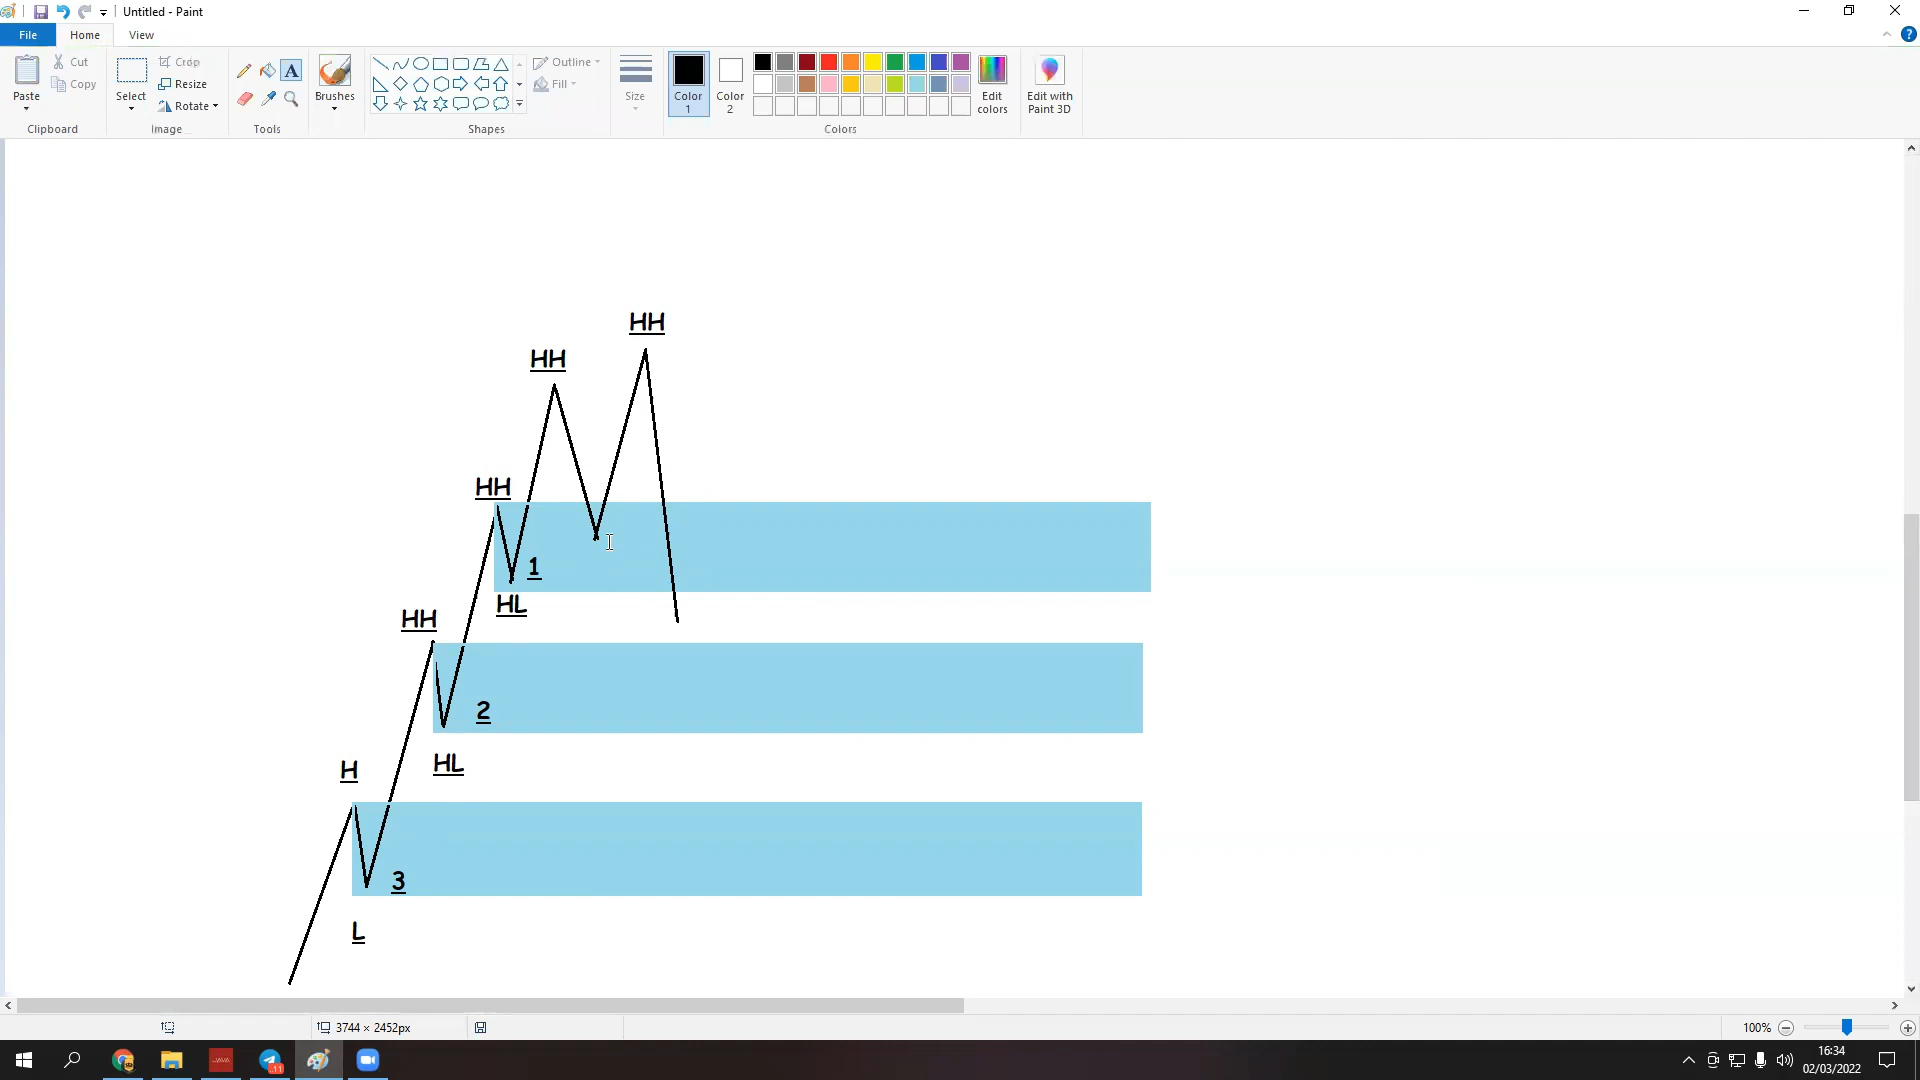 Untitled - Paint
File
Home
View
Paste
Cut
Copy
Clipboard
Select
Crop
Resize
Rotate
Image
A
Tools
Brushes
Outline
Fill
Shapes
Size
Color
1
Color
2
Edit
colors
Colors
Edit with
Paint 3D
?
HH
HH
HH
1
HL
HH
2
HL
H
3
L
3744 × 2452px
100%
JAVA
11
16:34
02/03/2022